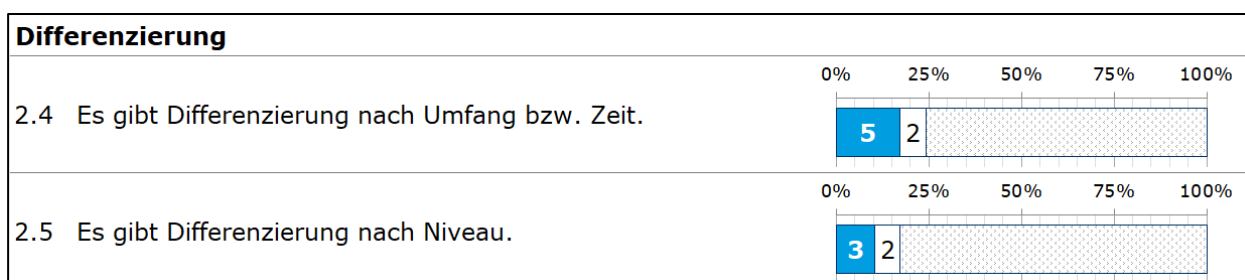 Differenzierung
0% 25% 50% 75% 100%
2.4 Es gibt Differenzierung nach Umfang bzw. Zeit.
5 2
0% 25% 50% 75% 100%
2.5 Es gibt Differenzierung nach Niveau.
3 2